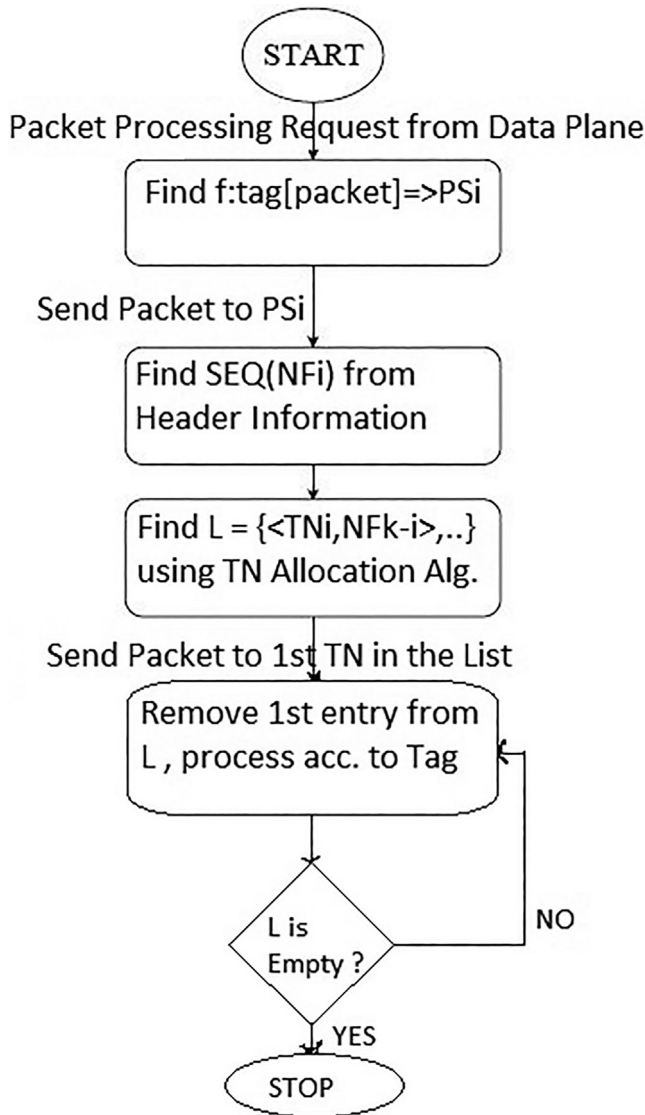 START
Packet Processing Request from Data Plane
Find f:tag[packet]=>PSi
Send Packet to PSi
Find SEQ(NFi) from
Header Information
Find L = {<TNi,NFk-i>,..}
using TN Allocation Alg.
Send Packet to 1st TN in the List
Remove 1st entry from
L , process acc. to Tag
L is
Empty ?
NO
YES
STOP